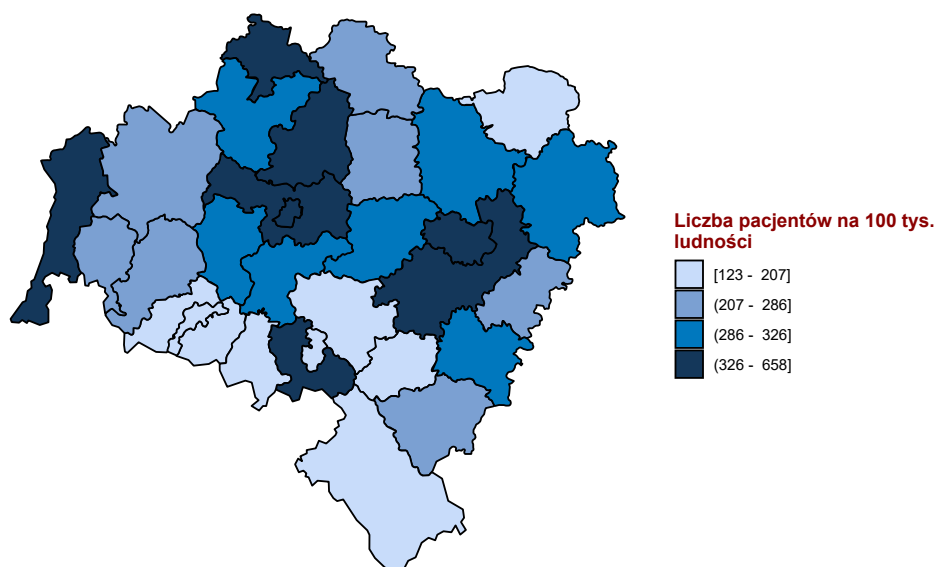 Liczba pacjentów na 100 tys.
ludności
[123 - 207]
(207 - 286]
(286 - 326]
(326 - 658]